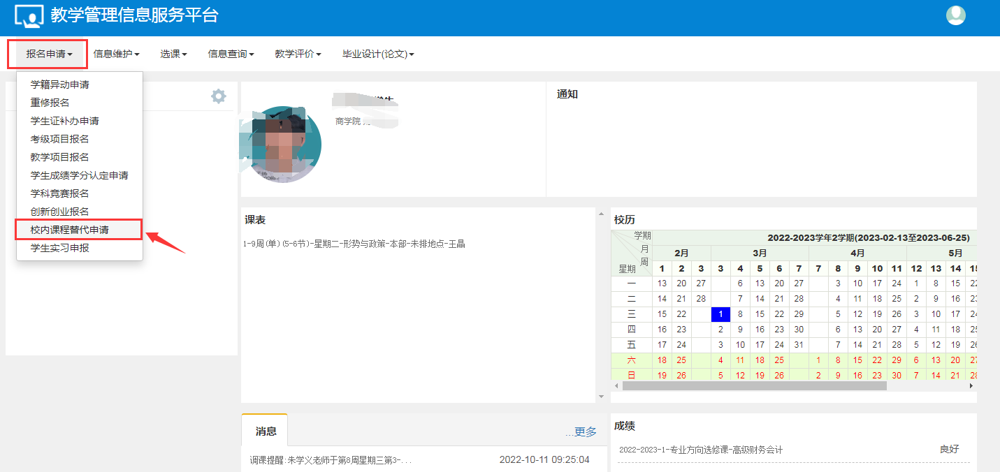 教学管理信息服务平台
报名申请 信息维护 选课 信息查询 教学评价 毕业设计(论文)
学籍异动申请
重修报名
学生证补办申请
考级项目报名
教学项目报名
学生成绩学分认定申请
学科竞赛报名
创新创业报名
校内课程替代申请
学生实习申报
商学院
通知
课表
1-9周(单)(5-6节)-星期二-形势与政策-本部-未排地点-王晶
校历
学期 月 周 星期
2022-2023学年2学期(2023-02-13至2023-06-25)
2月 3月 4月 5月
1 2 3 3 4 5 6 7 7 8 9 10 11 12 13 14 15
一 13 20 27 6 13 20 27 3 10 17 24 1 8 15 22
二 14 21 28 7 14 21 28 4 11 18 25 2 9 16 23
三 15 22 1 8 15 22 29 5 12 19 26 3 10 17 24
四 16 23 2 9 16 23 30 6 13 20 27 4 11 18 25
五 17 24 3 10 17 24 31 7 14 21 28 5 12 19 26
六 18 25 4 11 18 25 1 8 15 22 29 6 13 20 27
日 19 26 5 12 19 26 2 9 16 23 30 7 14 21 28
消息
...更多
调课提醒:朱学义老师于第8周星期三第3-... 2022-10-11 09:25:04
成绩
2022-2023-1-专业方向选修课-高级财务会计 良好